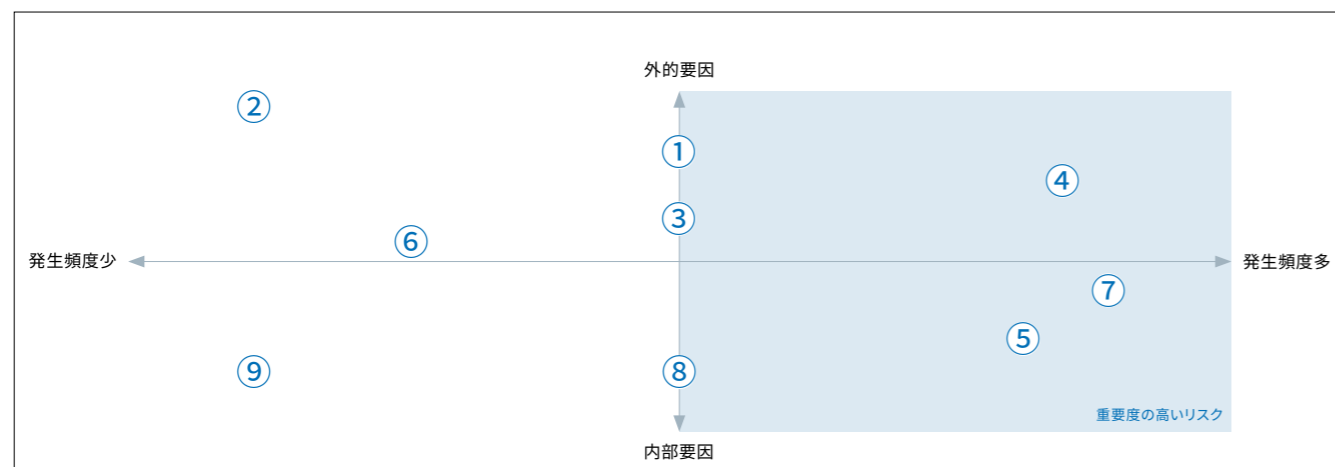 外的要因
②
①
④
③
⑥
発生頻度少
発生頻度多
⑦
⑤
⑨
⑧
重要度の高いリスク
内部要因